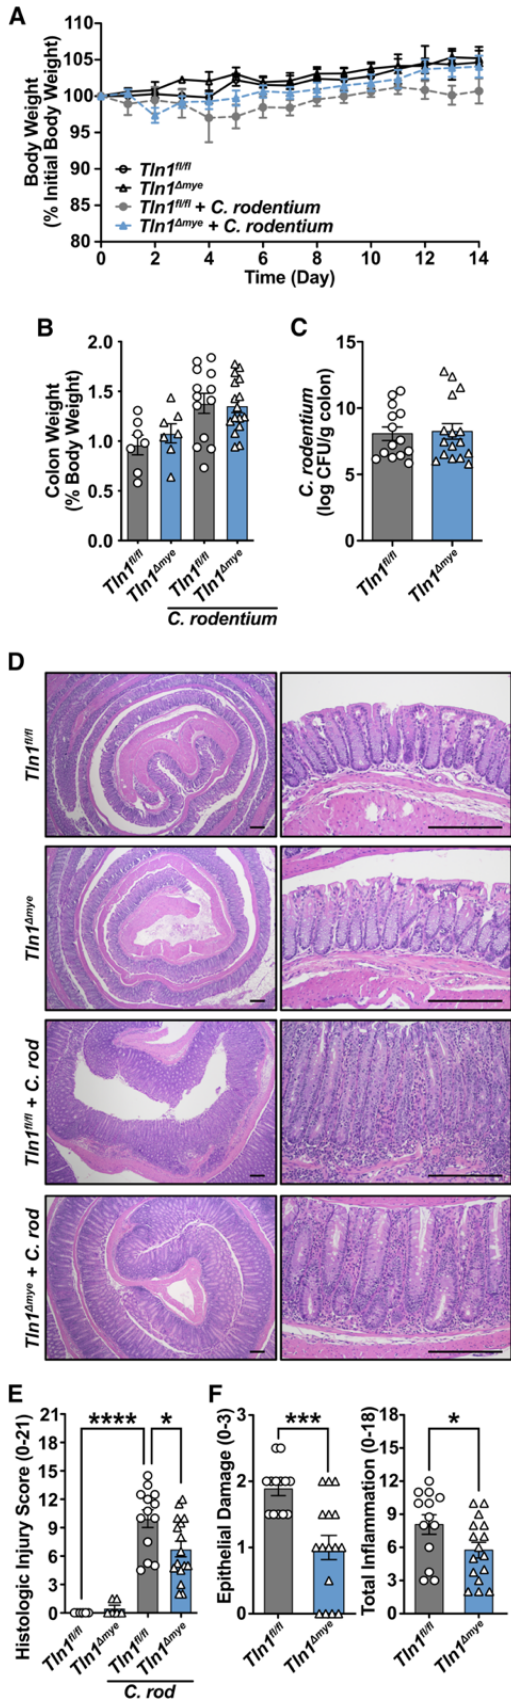 A
110
105
100
95
90
85
80
Body Weight
(% Initial Body Weight)
Tln1fl/fl
Tln1Δmye
Tln1fl/fl + C. rodentium
Tln1Δmye + C. rodentium
0 2 4 6 8 10 12 14
Time (Day)
B
2.0
1.5
1.0
0.5
0.0
Colon Weight
(% Body Weight)
Tln1fl/fl
Tln1Δmye
Tln1fl/fl
Tln1Δmye
C. rodentium
C
15
10
5
0
C. rodentium
(log CFU/g colon)
Tln1fl/fl
Tln1Δmye
D
Tln1fl/fl
Tln1Δmye
Tln1fl/fl + C. rod
Tln1Δmye + C. rod
E
21
18
15
12
9
6
3
0
Histologic Injury Score (0-21)
**** *
Tln1fl/fl
Tln1Δmye
Tln1fl/fl
Tln1Δmye
C. rod
F
3
2
1
0
Epithelial Damage (0-3)
***
Tln1fl/fl
Tln1Δmye
18
15
12
9
6
3
0
Total Inflammation (0-18)
*
Tln1fl/fl
Tln1Δmye